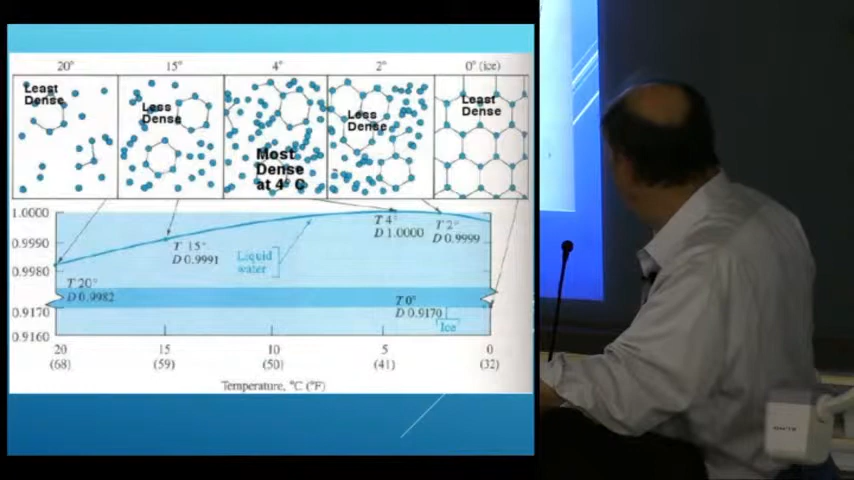 20° 15° 4° 2° 0° (ice)
Least
Dense
Less
Dense
Most
Dense
at 4° C
Less
Dense
Least
Dense
1.0000
0.9990
0.9980
0.9170
0.9160
T 20°
D 0.9982
T 15°
D 0.9991
Liquid
water
T 4°
D 1.0000
T 2°
D 0.9999
T 0°
D 0.9170
Ice
20 15 10 5 0
(68) (59) (50) (41) (32)
Temperature, °C (°F)